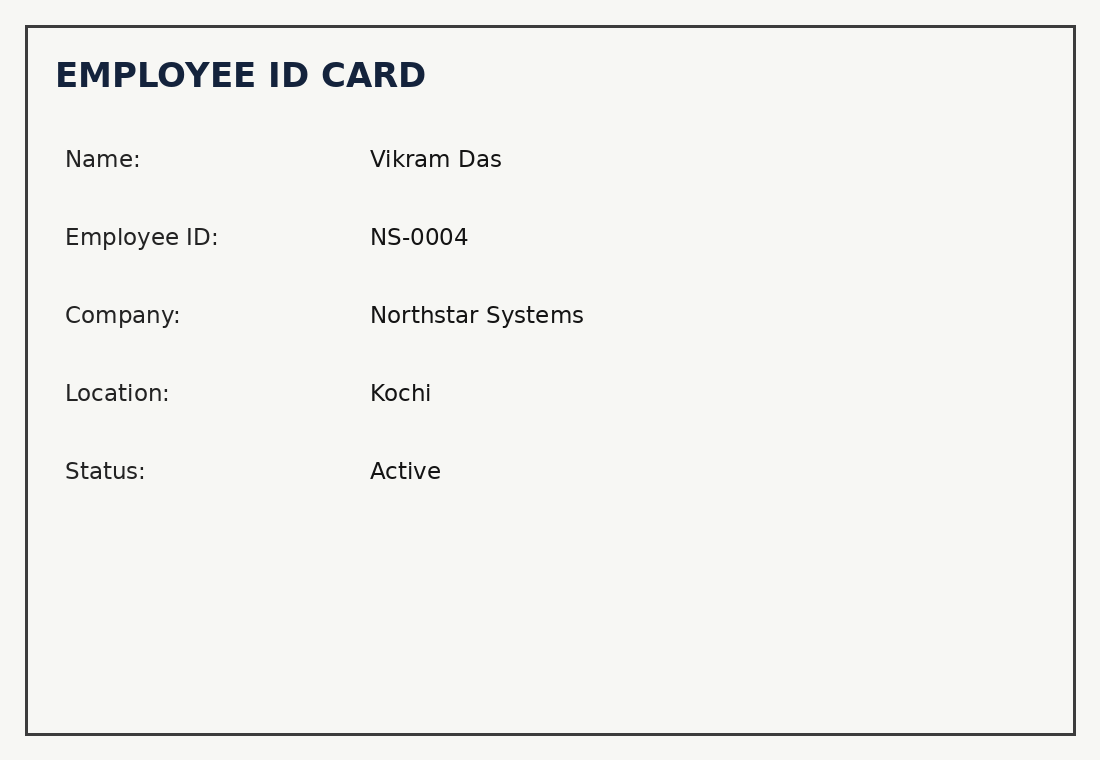 EMPLOYEE ID CARD
Name: Vikram Das
Employee ID: NS-0004
Company: Northstar Systems
Location: Kochi
Status: Active